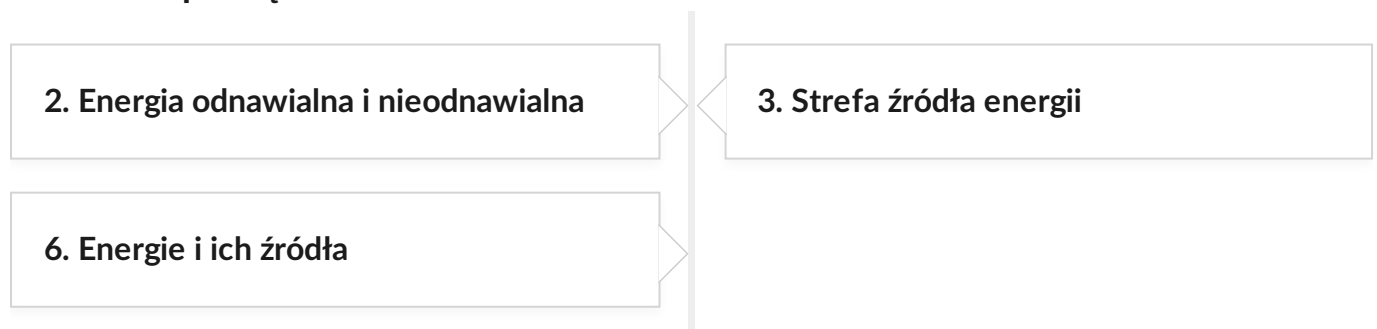 2. Energia odnawialna i nieodnawialna
3. Strefa źródła energii
6. Energie i ich źródła